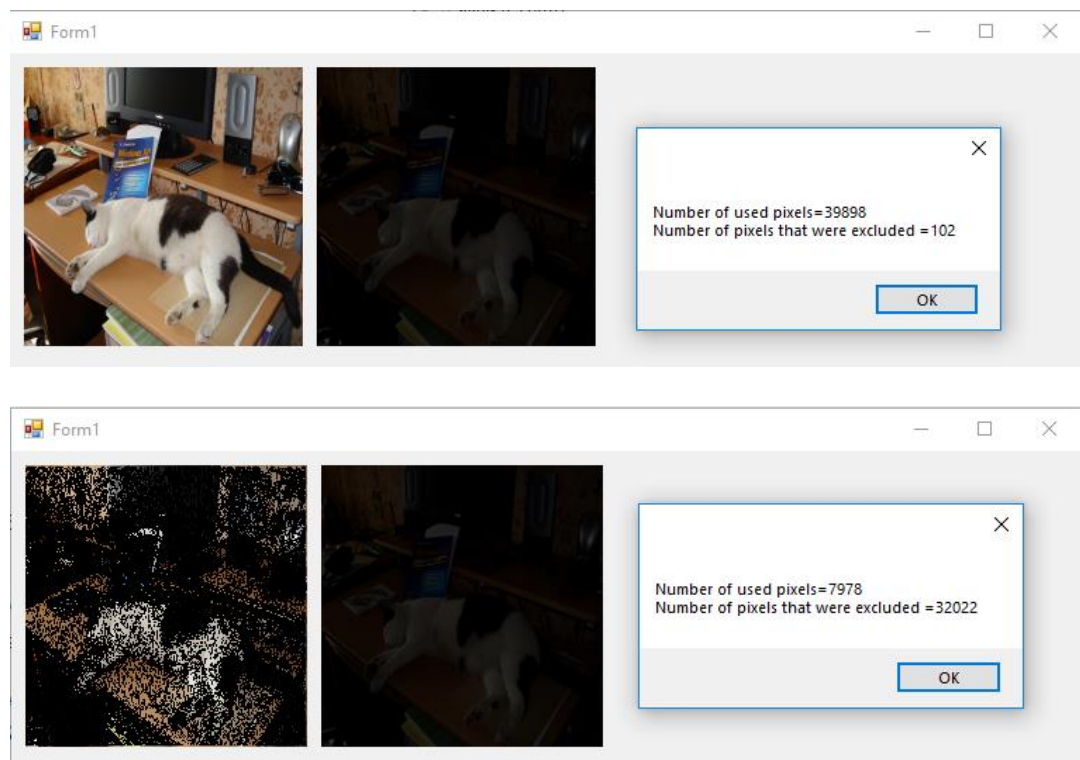 Form1
Number of used pixels=39898
Number of pixels that were excluded =102
OK
Form1
Number of used pixels=7978
Number of pixels that were excluded =32022
OK